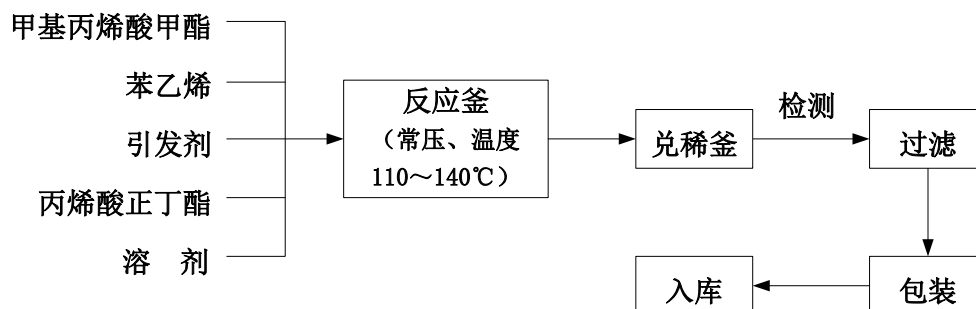 甲基丙烯酸甲酯
苯乙烯
引发剂
丙烯酸正丁酯
溶 剂
反应釜
（常压、温度
110～140℃）
兑稀釜
检测
过滤
包装
入库